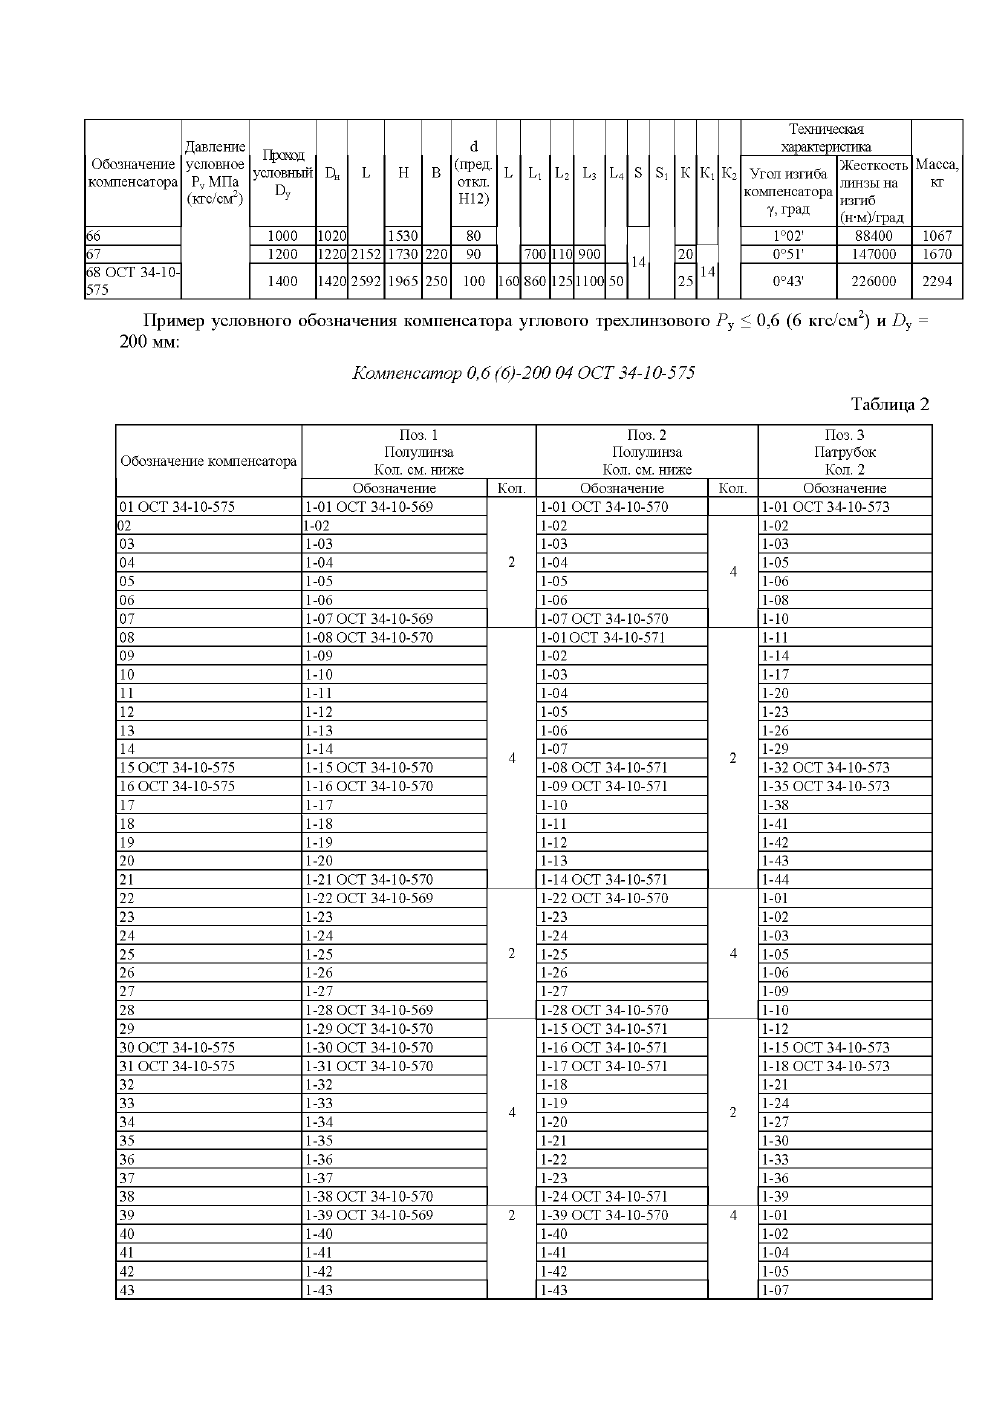 Обозначение компенсатора Давление условное Pу МПа (кгс/см²) Проход условный Dу Dн L H B d (пред. откл. H12) L L1 L2 L3 L4 S S1 К К1 К2 Техническая характеристика Масса, кг
Угол изгиба компенсатора γ, град Жесткость линзы на изгиб (н·м)/град
66 1000 1020 1530 80 1°02' 88400 1067
67 1200 1220 2152 1730 220 90 700 110 900 14 20 14 0°51' 147000 1670
68 ОСТ 34-10-575 1400 1420 2592 1965 250 100 160 860 125 1100 50 25 0°43' 226000 2294
Пример условного обозначения компенсатора углового трехлинзового Pу ≤ 0,6 (6 кгс/см²) и Dу =
200 мм:
Компенсатор 0,6 (6)-200 04 ОСТ 34-10-575
Таблица 2
Обозначение компенсатора Поз. 1 Полулинза Кол. см. ниже Поз. 2 Полулинза Кол. см. ниже Поз. 3 Патрубок Кол. 2
Обозначение Кол. Обозначение Кол. Обозначение
01 ОСТ 34-10-575 1-01 ОСТ 34-10-569 1-01 ОСТ 34-10-570 1-01 ОСТ 34-10-573
02 1-02 1-02 1-02
03 1-03 1-03 1-03
04 1-04 2 1-04 4 1-05
05 1-05 1-05 1-06
06 1-06 1-06 1-08
07 1-07 ОСТ 34-10-569 1-07 ОСТ 34-10-570 1-10
08 1-08 ОСТ 34-10-570 1-01 ОСТ 34-10-571 1-11
09 1-09 1-02 1-14
10 1-10 1-03 1-17
11 1-11 1-04 1-20
12 1-12 1-05 1-23
13 1-13 1-06 1-26
14 1-14 4 1-07 2 1-29
15 ОСТ 34-10-575 1-15 ОСТ 34-10-570 1-08 ОСТ 34-10-571 1-32 ОСТ 34-10-573
16 ОСТ 34-10-575 1-16 ОСТ 34-10-570 1-09 ОСТ 34-10-571 1-35 ОСТ 34-10-573
17 1-17 1-10 1-38
18 1-18 1-11 1-41
19 1-19 1-12 1-42
20 1-20 1-13 1-43
21 1-21 ОСТ 34-10-570 1-14 ОСТ 34-10-571 1-44
22 1-22 ОСТ 34-10-569 1-22 ОСТ 34-10-570 1-01
23 1-23 1-23 1-02
24 1-24 1-24 1-03
25 1-25 2 1-25 4 1-05
26 1-26 1-26 1-06
27 1-27 1-27 1-09
28 1-28 ОСТ 34-10-569 1-28 ОСТ 34-10-570 1-10
29 1-29 ОСТ 34-10-570 1-15 ОСТ 34-10-571 1-12
30 ОСТ 34-10-575 1-30 ОСТ 34-10-570 1-16 ОСТ 34-10-571 1-15 ОСТ 34-10-573
31 ОСТ 34-10-575 1-31 ОСТ 34-10-570 1-17 ОСТ 34-10-571 1-18 ОСТ 34-10-573
32 1-32 1-18 1-21
33 1-33 4 1-19 2 1-24
34 1-34 1-20 1-27
35 1-35 1-21 1-30
36 1-36 1-22 1-33
37 1-37 1-23 1-36
38 1-38 ОСТ 34-10-570 1-24 ОСТ 34-10-571 1-39
39 1-39 ОСТ 34-10-569 2 1-39 ОСТ 34-10-570 4 1-01
40 1-40 1-40 1-02
41 1-41 1-41 1-04
42 1-42 1-42 1-05
43 1-43 1-43 1-07